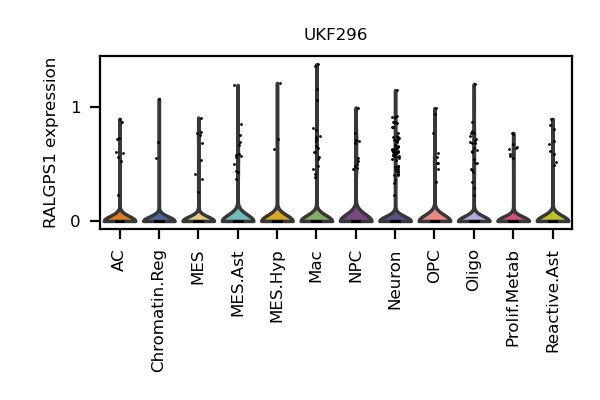 UKF296
RALGPS1 expression
1
0
AC
Chromatin.Reg
MES
MES.Ast
MES.Hyp
Mac
NPC
Neuron
OPC
Oligo
Prolif.Metab
Reactive.Ast